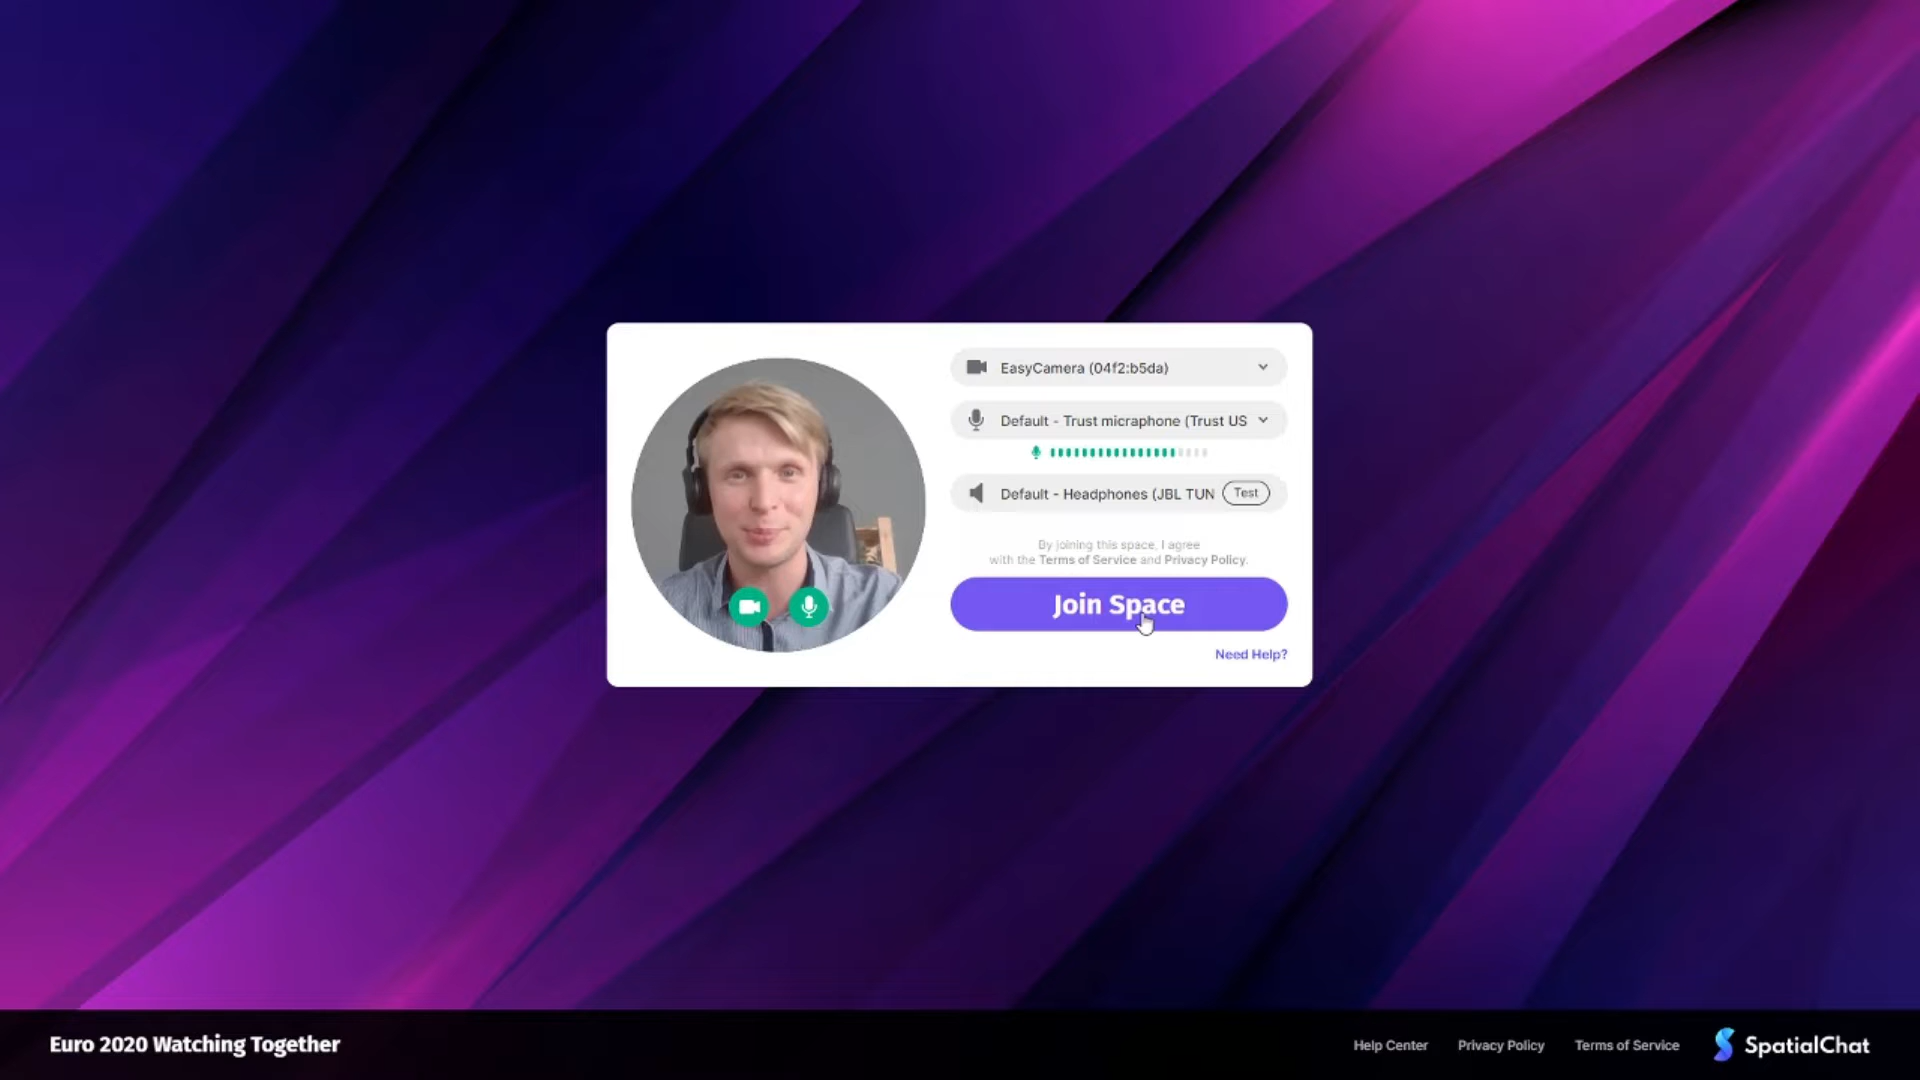 EasyCamera (04f2:b5da)
Default - Trust micraphone (Trust US
Default - Headphones (JBL TUN
Test
By joining this space, I agree
with the Terms of Service and Privacy Policy.
Join Space
Need Help?
Euro 2020 Watching Together
Help Center
Privacy Policy
Terms of Service
SpatialChat